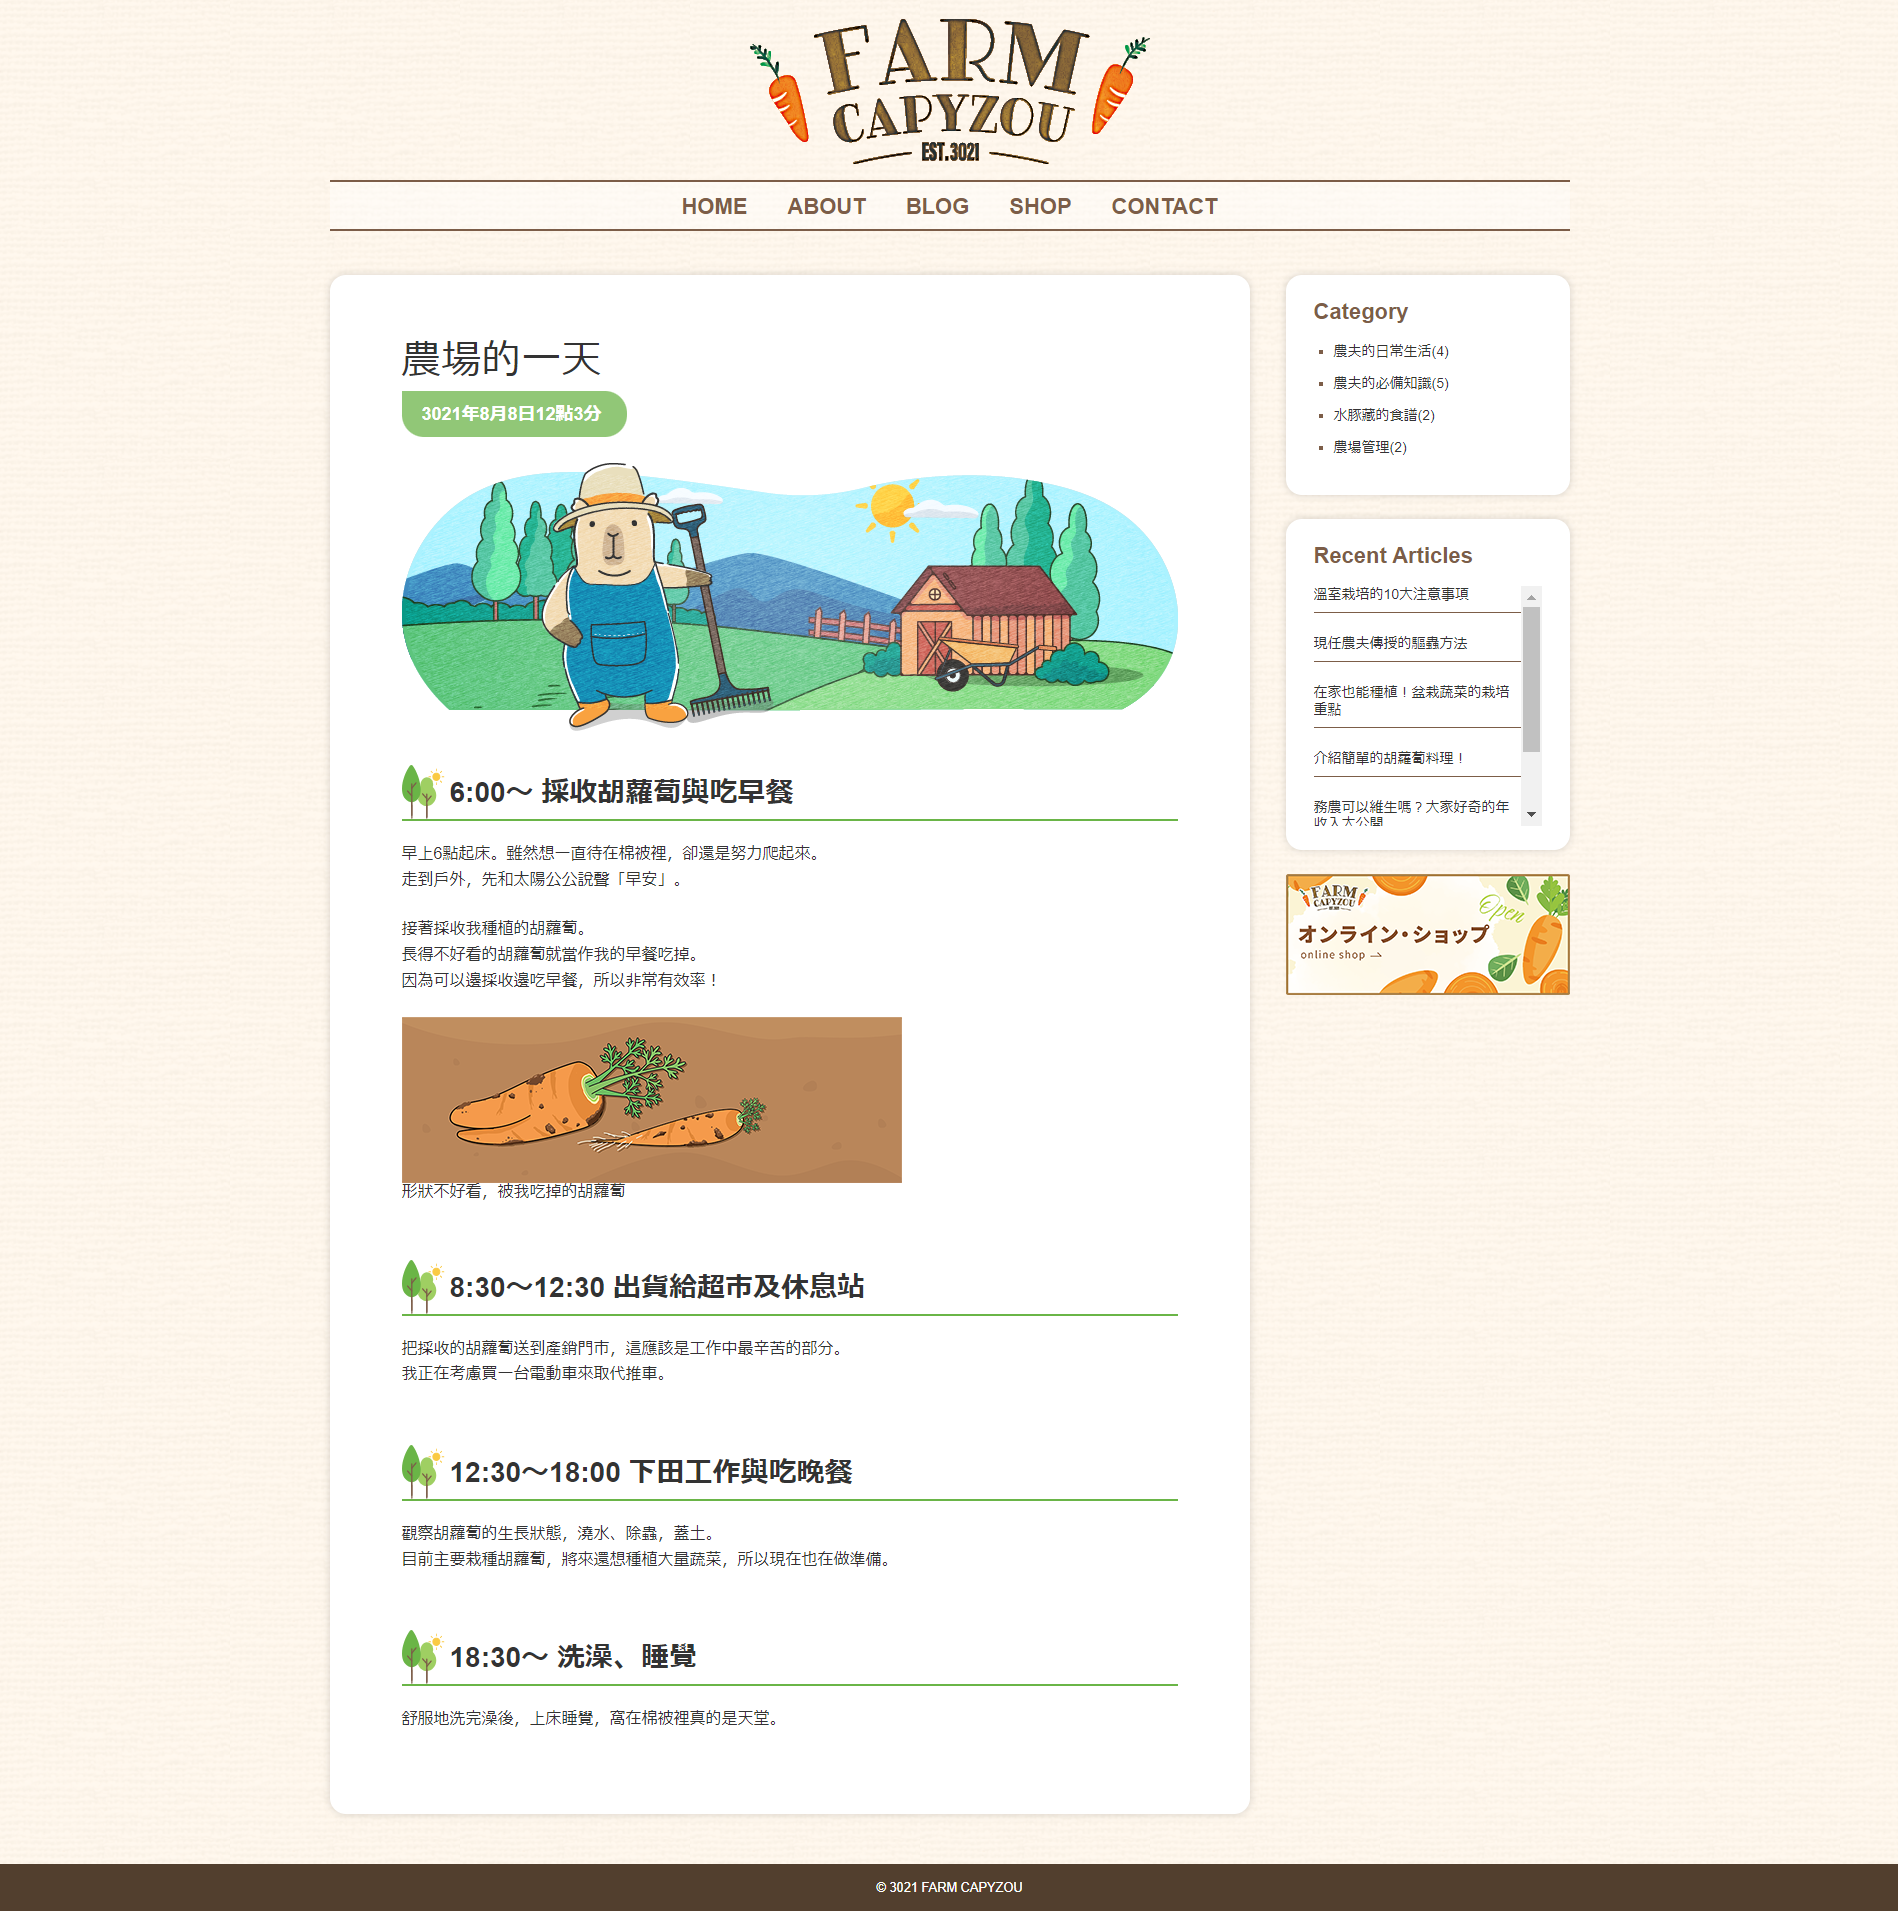 FARM
CAPYZOU
EST.3021
HOME ABOUT BLOG SHOP CONTACT
農場的一天
3021年8月8日12點3分
6:00～ 採收胡蘿蔔與吃早餐
早上6點起床。雖然想一直待在棉被裡，卻還是努力爬起來。
走到戶外，先和太陽公公說聲「早安」。
接著採收我種植的胡蘿蔔。
長得不好看的胡蘿蔔就當作我的早餐吃掉。
因為可以邊採收邊吃早餐，所以非常有效率！
形狀不好看，被我吃掉的胡蘿蔔
8:30～12:30 出貨給超市及休息站
把採收的胡蘿蔔送到產銷門市，這應該是工作中最辛苦的部分。
我正在考慮買一台電動車來取代推車。
12:30～18:00 下田工作與吃晚餐
觀察胡蘿蔔的生長狀態，澆水、除蟲，蓋土。
目前主要栽種胡蘿蔔，將來還想種植大量蔬菜，所以現在也在做準備。
18:30～ 洗澡、睡覺
舒服地洗完澡後，上床睡覺，窩在棉被裡真的是天堂。
Category
農夫的日常生活(4)
農夫的必備知識(5)
水豚藏的食譜(2)
農場管理(2)
Recent Articles
溫室栽培的10大注意事項
現任農夫傳授的驅蟲方法
在家也能種植！盆栽蔬菜的栽培
重點
介紹簡單的胡蘿蔔料理！
務農可以維生嗎？大家好奇的年
收入大公開
FARM
CAPYZOU
Open
オンライン・ショップ
online shop
© 3021 FARM CAPYZOU